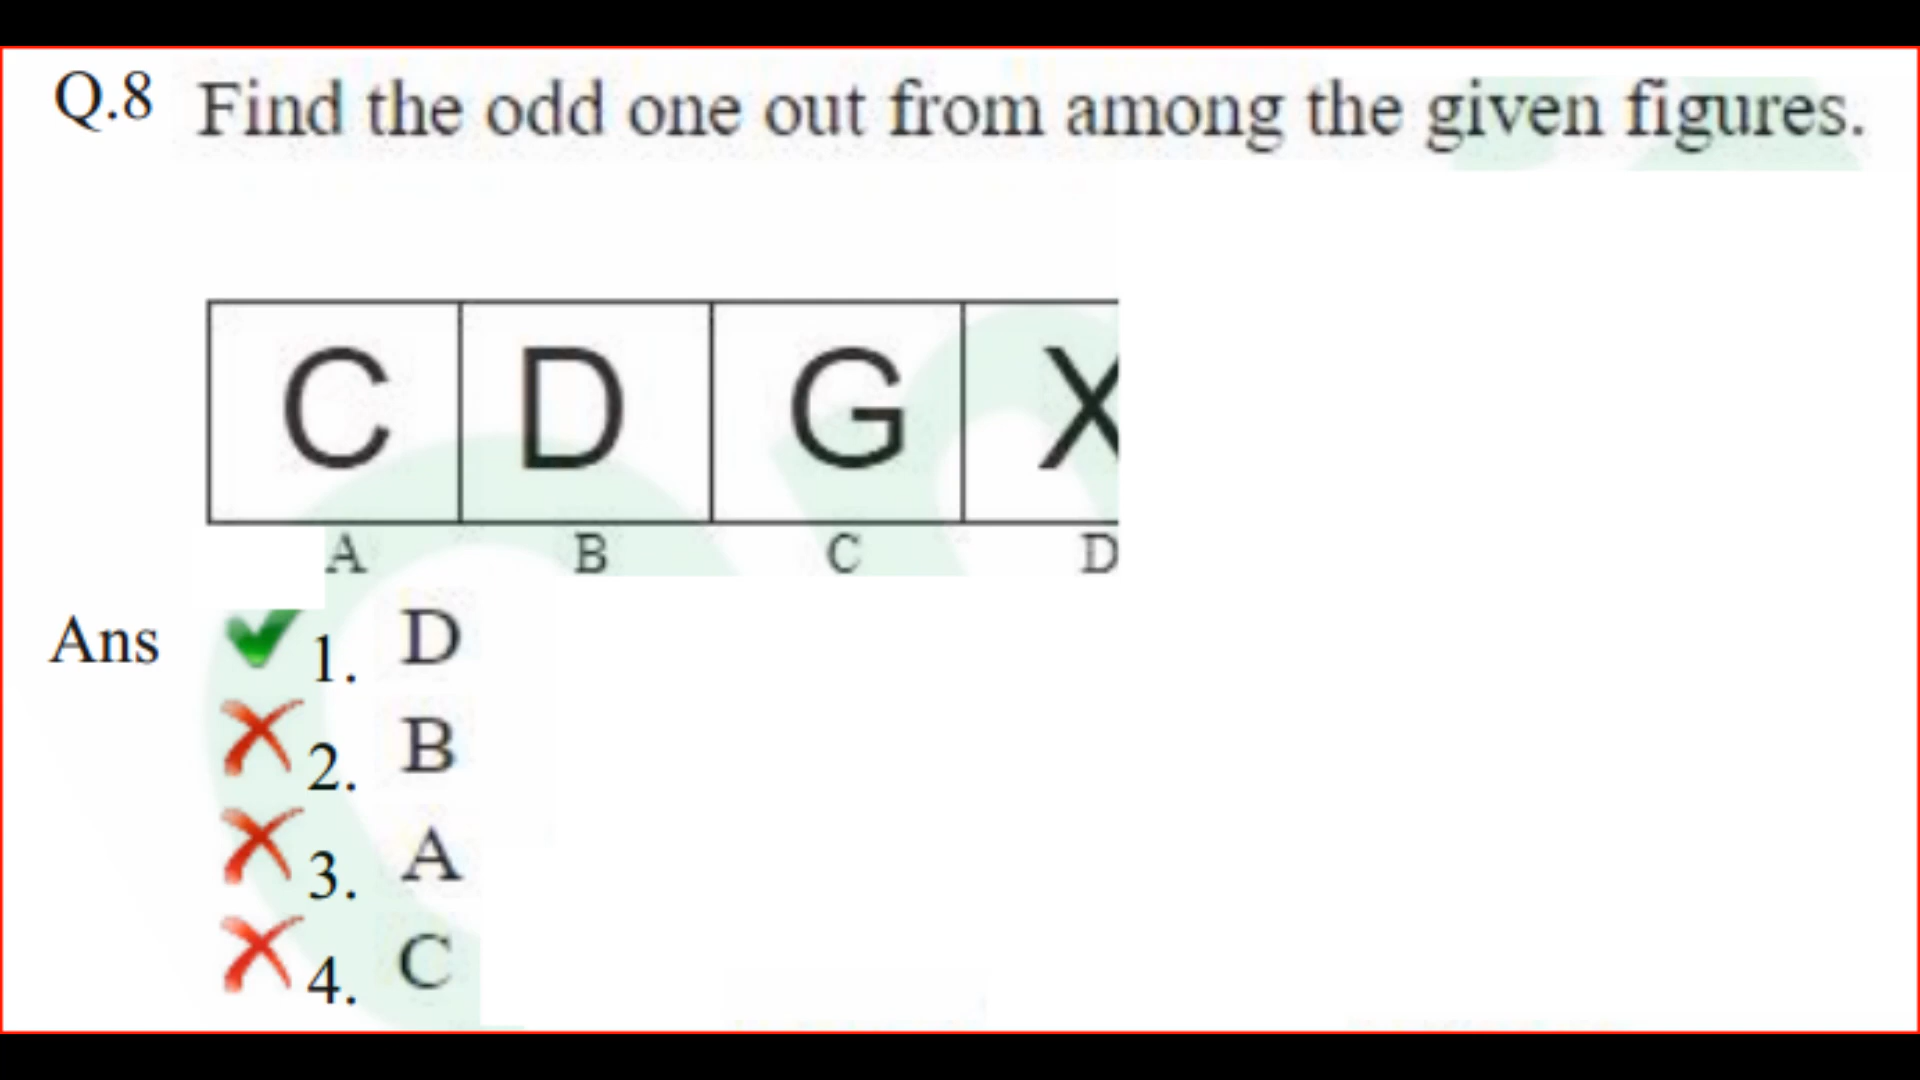 Q.8 Find the odd one out from among the given figures.
C D G X
A B C D
Ans 1. D
2. B
3. A
4. C